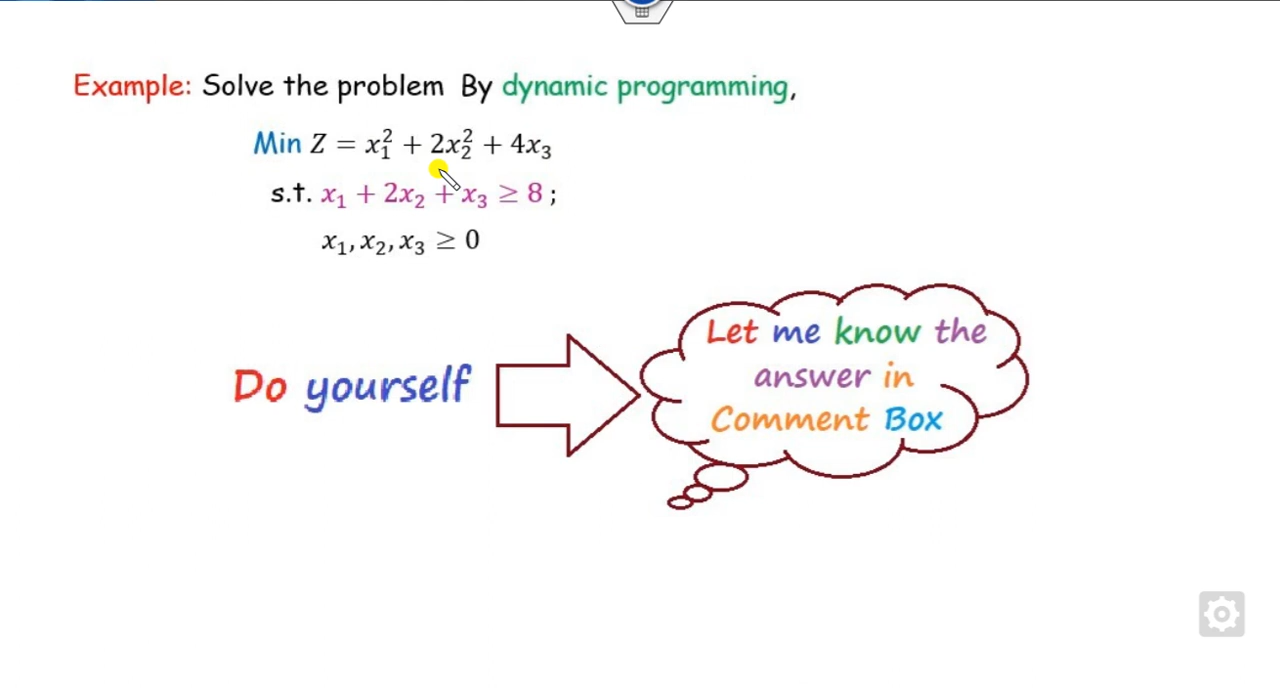 Example: Solve the problem By dynamic programming,
Min Z = x₁² + 2x₂² + 4x₃
s.t. x₁ + 2x₂ + x₃ ≥ 8 ;
x₁, x₂, x₃ ≥ 0
Do yourself
Let me know the
answer in
Comment Box